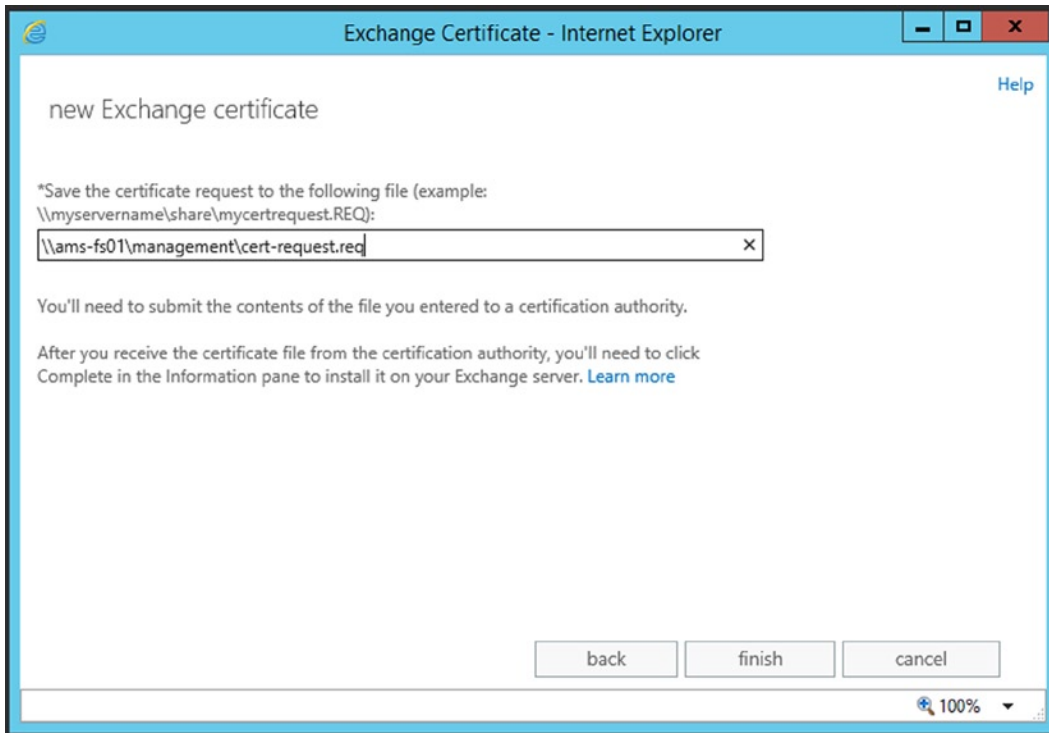 Exchange Certificate - Internet Explorer
Help
new Exchange certificate
*Save the certificate request to the following file (example:
\\myservername\share\mycertrequest.REQ):
\\ams-fs01\management\cert-request.req
You'll need to submit the contents of the file you entered to a certification authority.
After you receive the certificate file from the certification authority, you'll need to click
Complete in the Information pane to install it on your Exchange server. Learn more
back finish cancel
100%